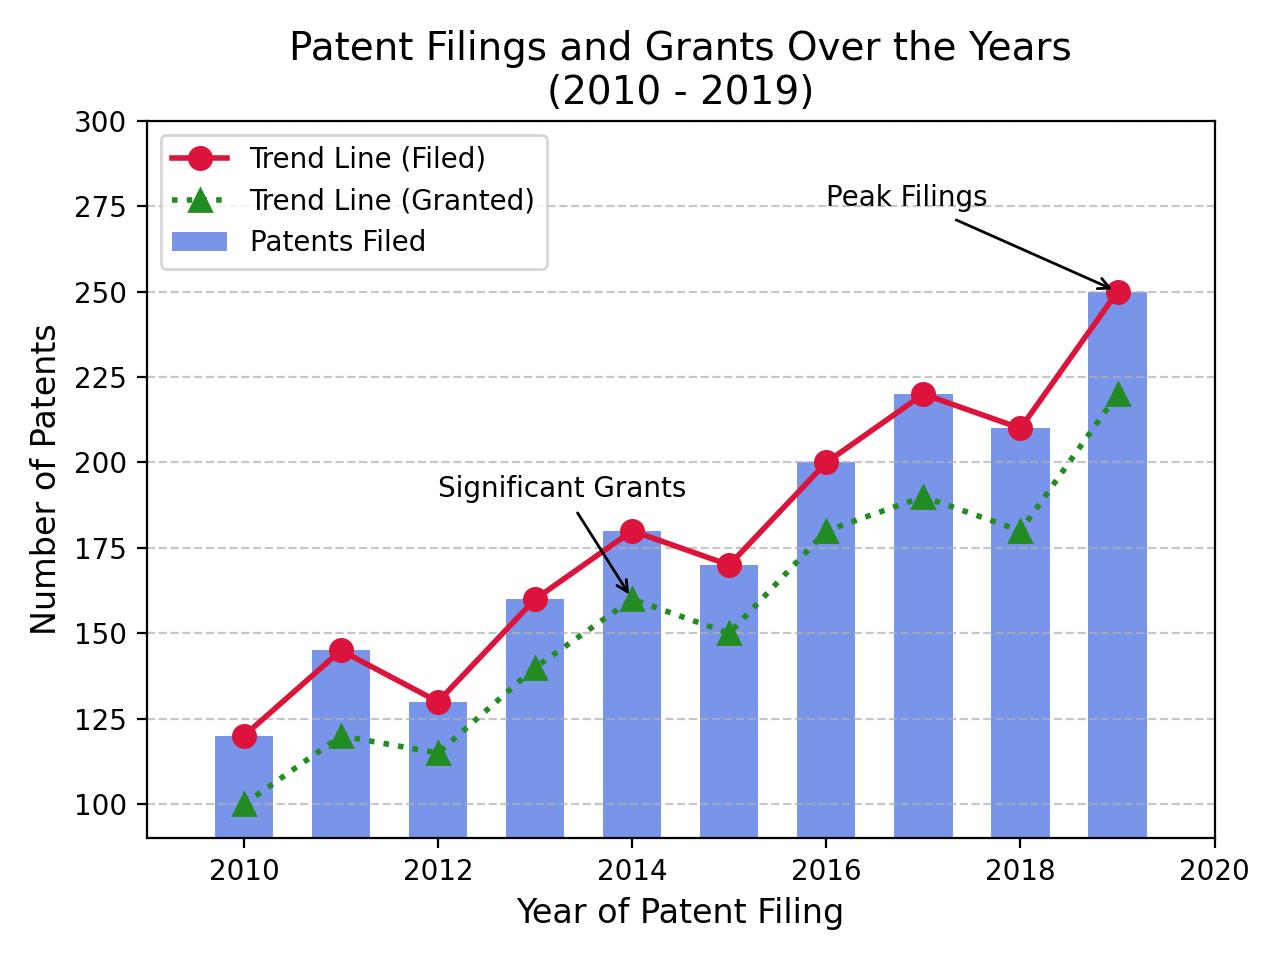 Patent Filings and Grants Over the Years
(2010 - 2019)
Trend Line (Filed)
Trend Line (Granted)
Patents Filed
Peak Filings
Significant Grants
Number of Patents
300
275
250
225
200
175
150
125
100
2010
2012
2014
2016
2018
2020
Year of Patent Filing